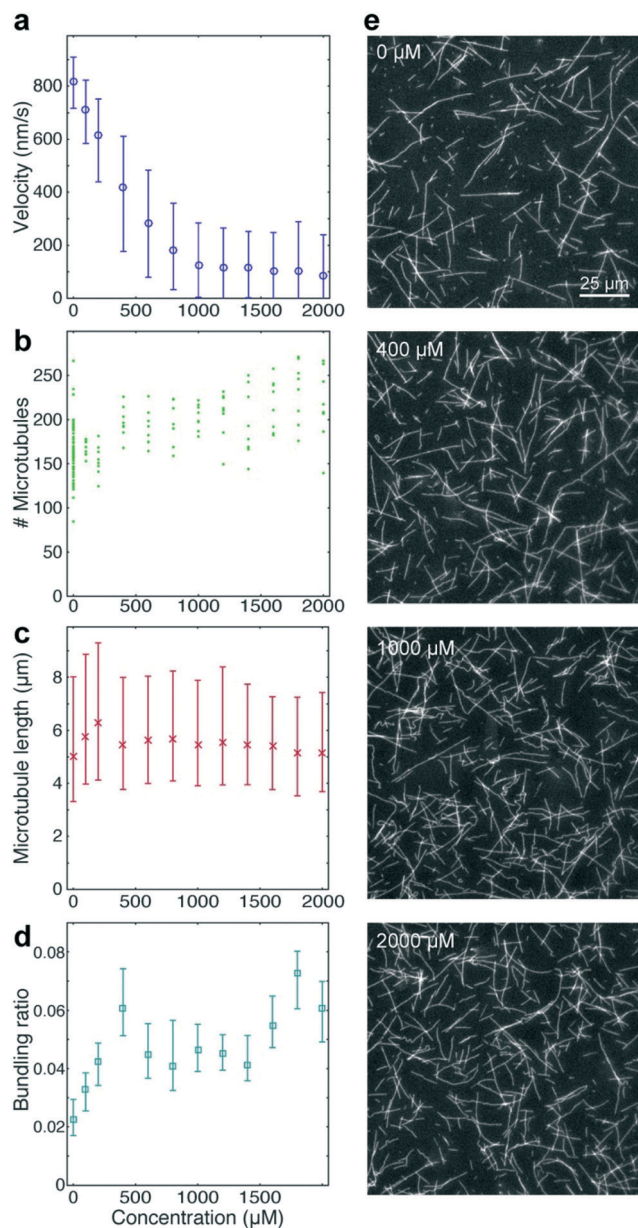 a
Velocity (nm/s)
800
600
400
200
0
0 500 1000 1500 2000
b
# Microtubules
250
200
150
100
50
0
0 500 1000 1500 2000
c
Microtubule length (µm)
8
6
4
2
0
0 500 1000 1500 2000
d
Bundling ratio
0.08
0.06
0.04
0.02
0
0 500 1000 1500
Concentration (µM)
e
0 µM
25 µm
400 µM
1000 µM
2000 µM